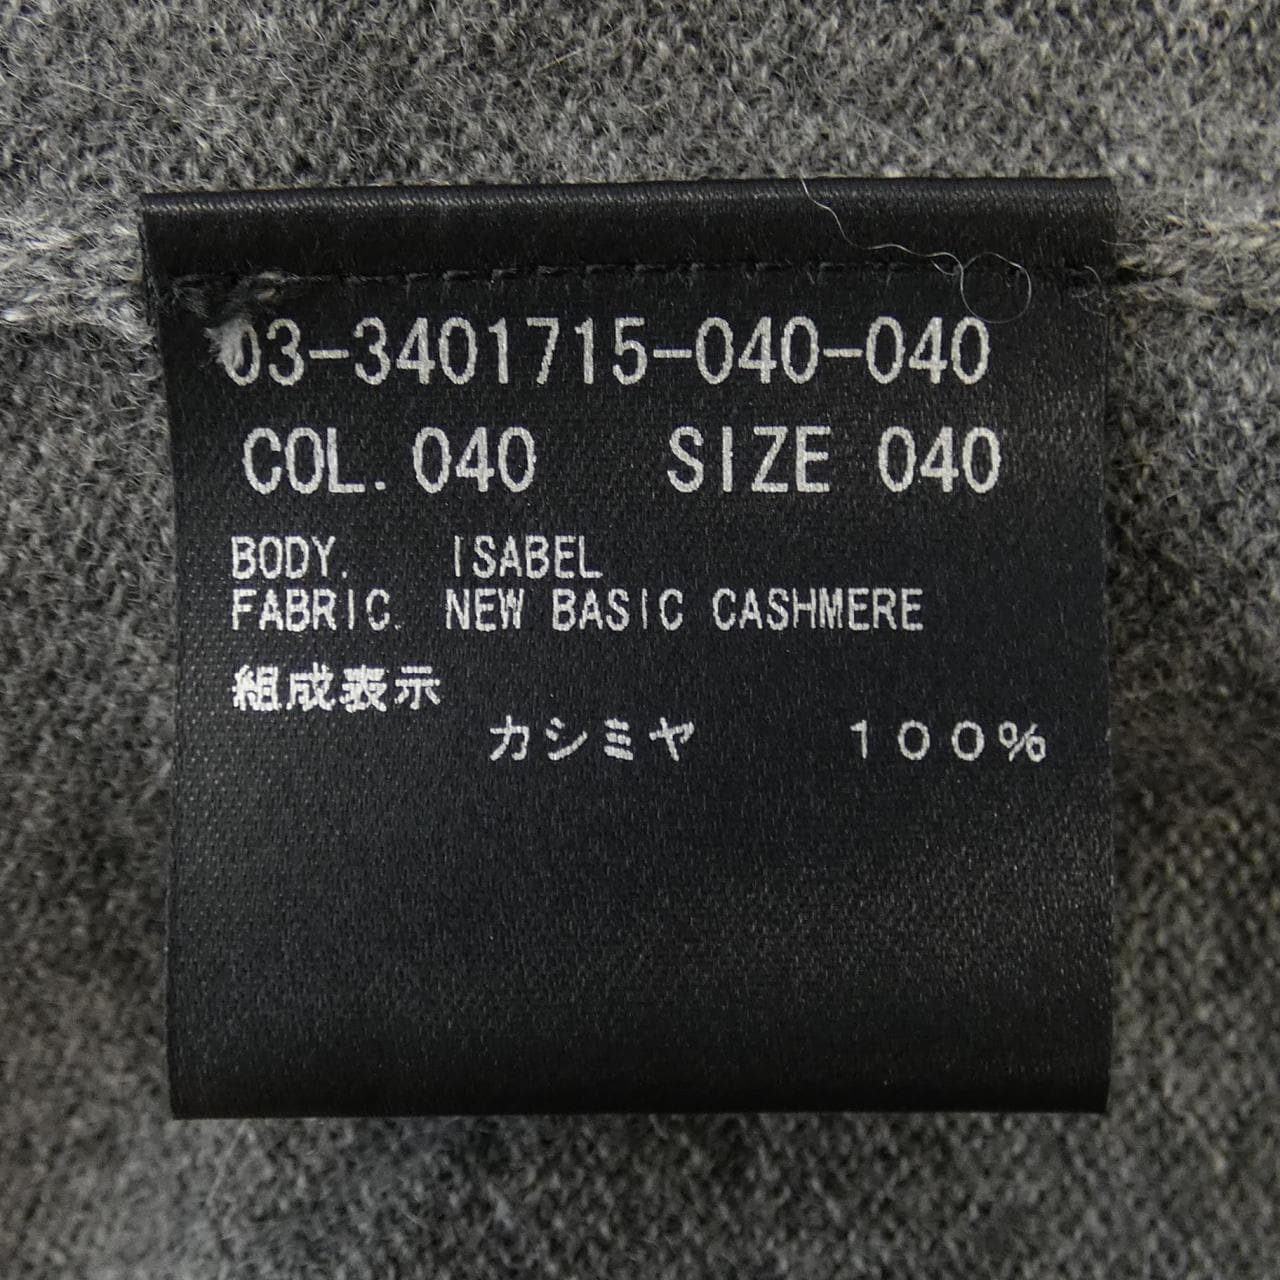 03-3401715-040-040
COL. 040 SIZE 040
BODY. ISABEL
FABRIC. NEW BASIC CASHMERE
組成表示
カシミヤ １００％